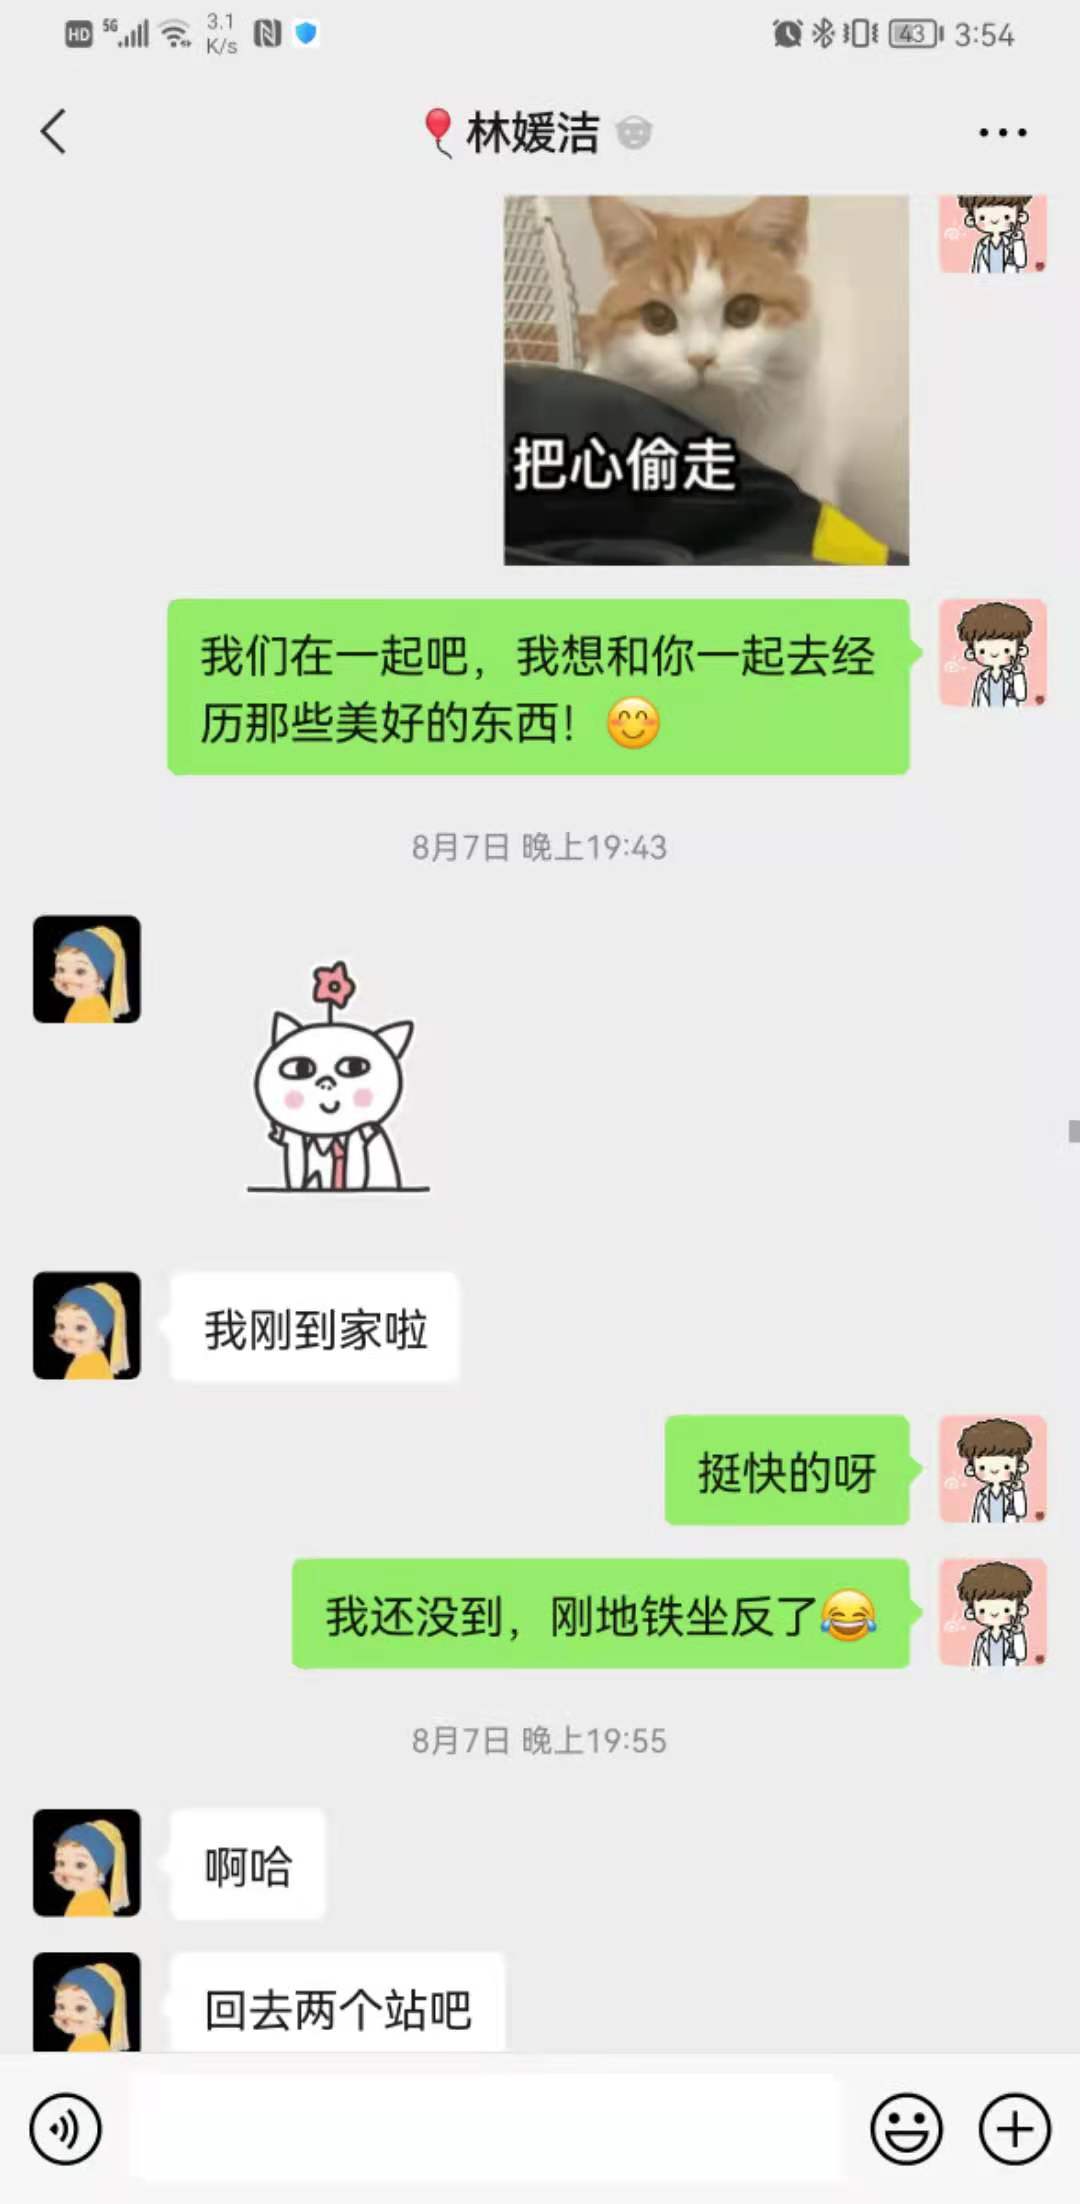 HD 5G 3.1 K/s 43 3:54
林媛洁
把心偷走
我们在一起吧，我想和你一起去经
历那些美好的东西！😊
8月7日 晚上19:43
我刚到家啦
挺快的呀
我还没到，刚地铁坐反了😂
8月7日 晚上19:55
啊哈
回去两个站吧